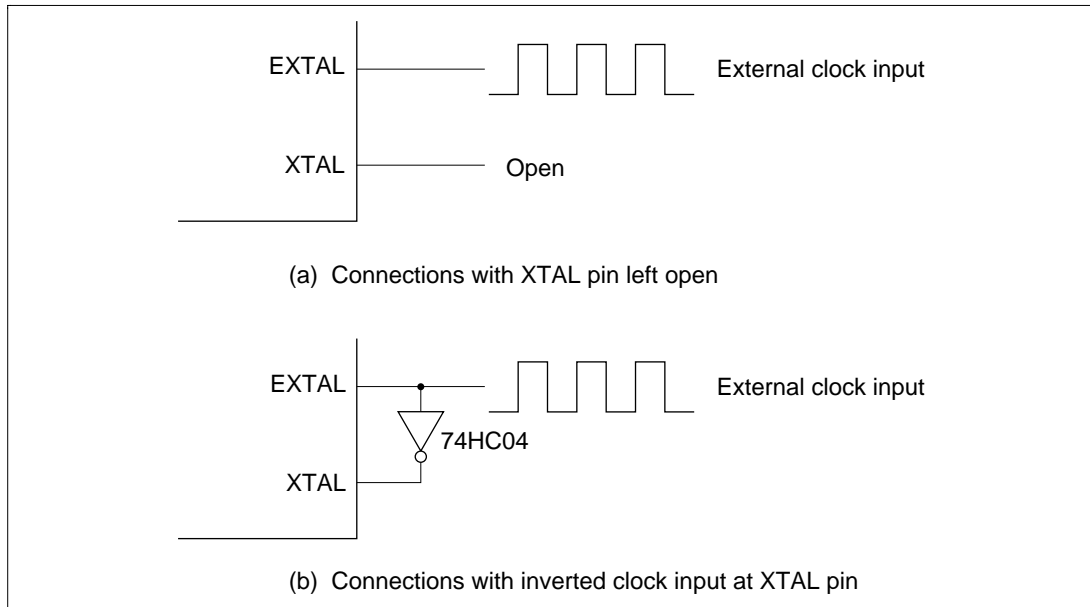 EXTAL
External clock input
XTAL
Open
(a) Connections with XTAL pin left open
EXTAL
External clock input
74HC04
XTAL
(b) Connections with inverted clock input at XTAL pin